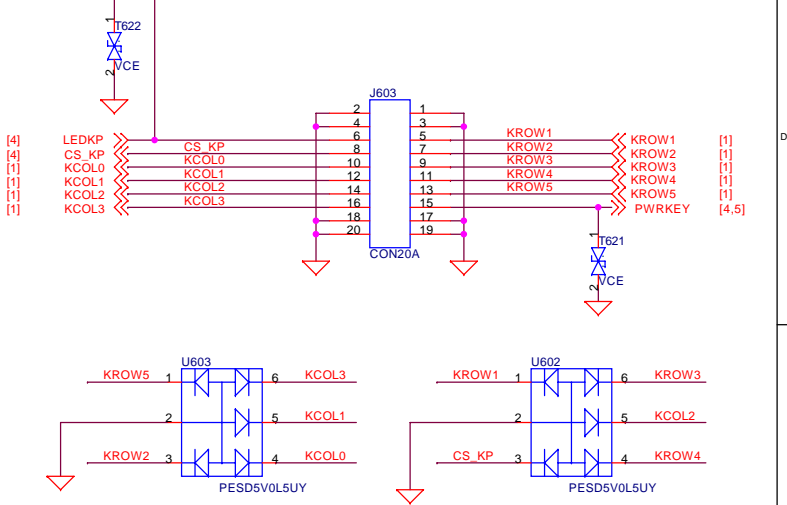 1 T622
2 VCE
J603
2 1
4 3
[4] LEDKP 6 5 KROW1 KROW1 [1]
[4] CS_KP CS_KP 8 7 KROW2 KROW2 [1]
[1] KCOL0 KCOL0 10 9 KROW3 KROW3 [1]
[1] KCOL1 KCOL1 12 11 KROW4 KROW4 [1]
[1] KCOL2 KCOL2 14 13 KROW5 KROW5 [1]
[1] KCOL3 KCOL3 16 15 PWRKEY [4,5]
18 17
20 19
CON20A
D
1 T621
2 VCE
U603
KROW5 1 6 KCOL3
2 5 KCOL1
KROW2 3 4 KCOL0
PESD5V0L5UY
U602
KROW1 1 6 KROW3
2 5 KCOL2
CS_KP 3 4 KROW4
PESD5V0L5UY